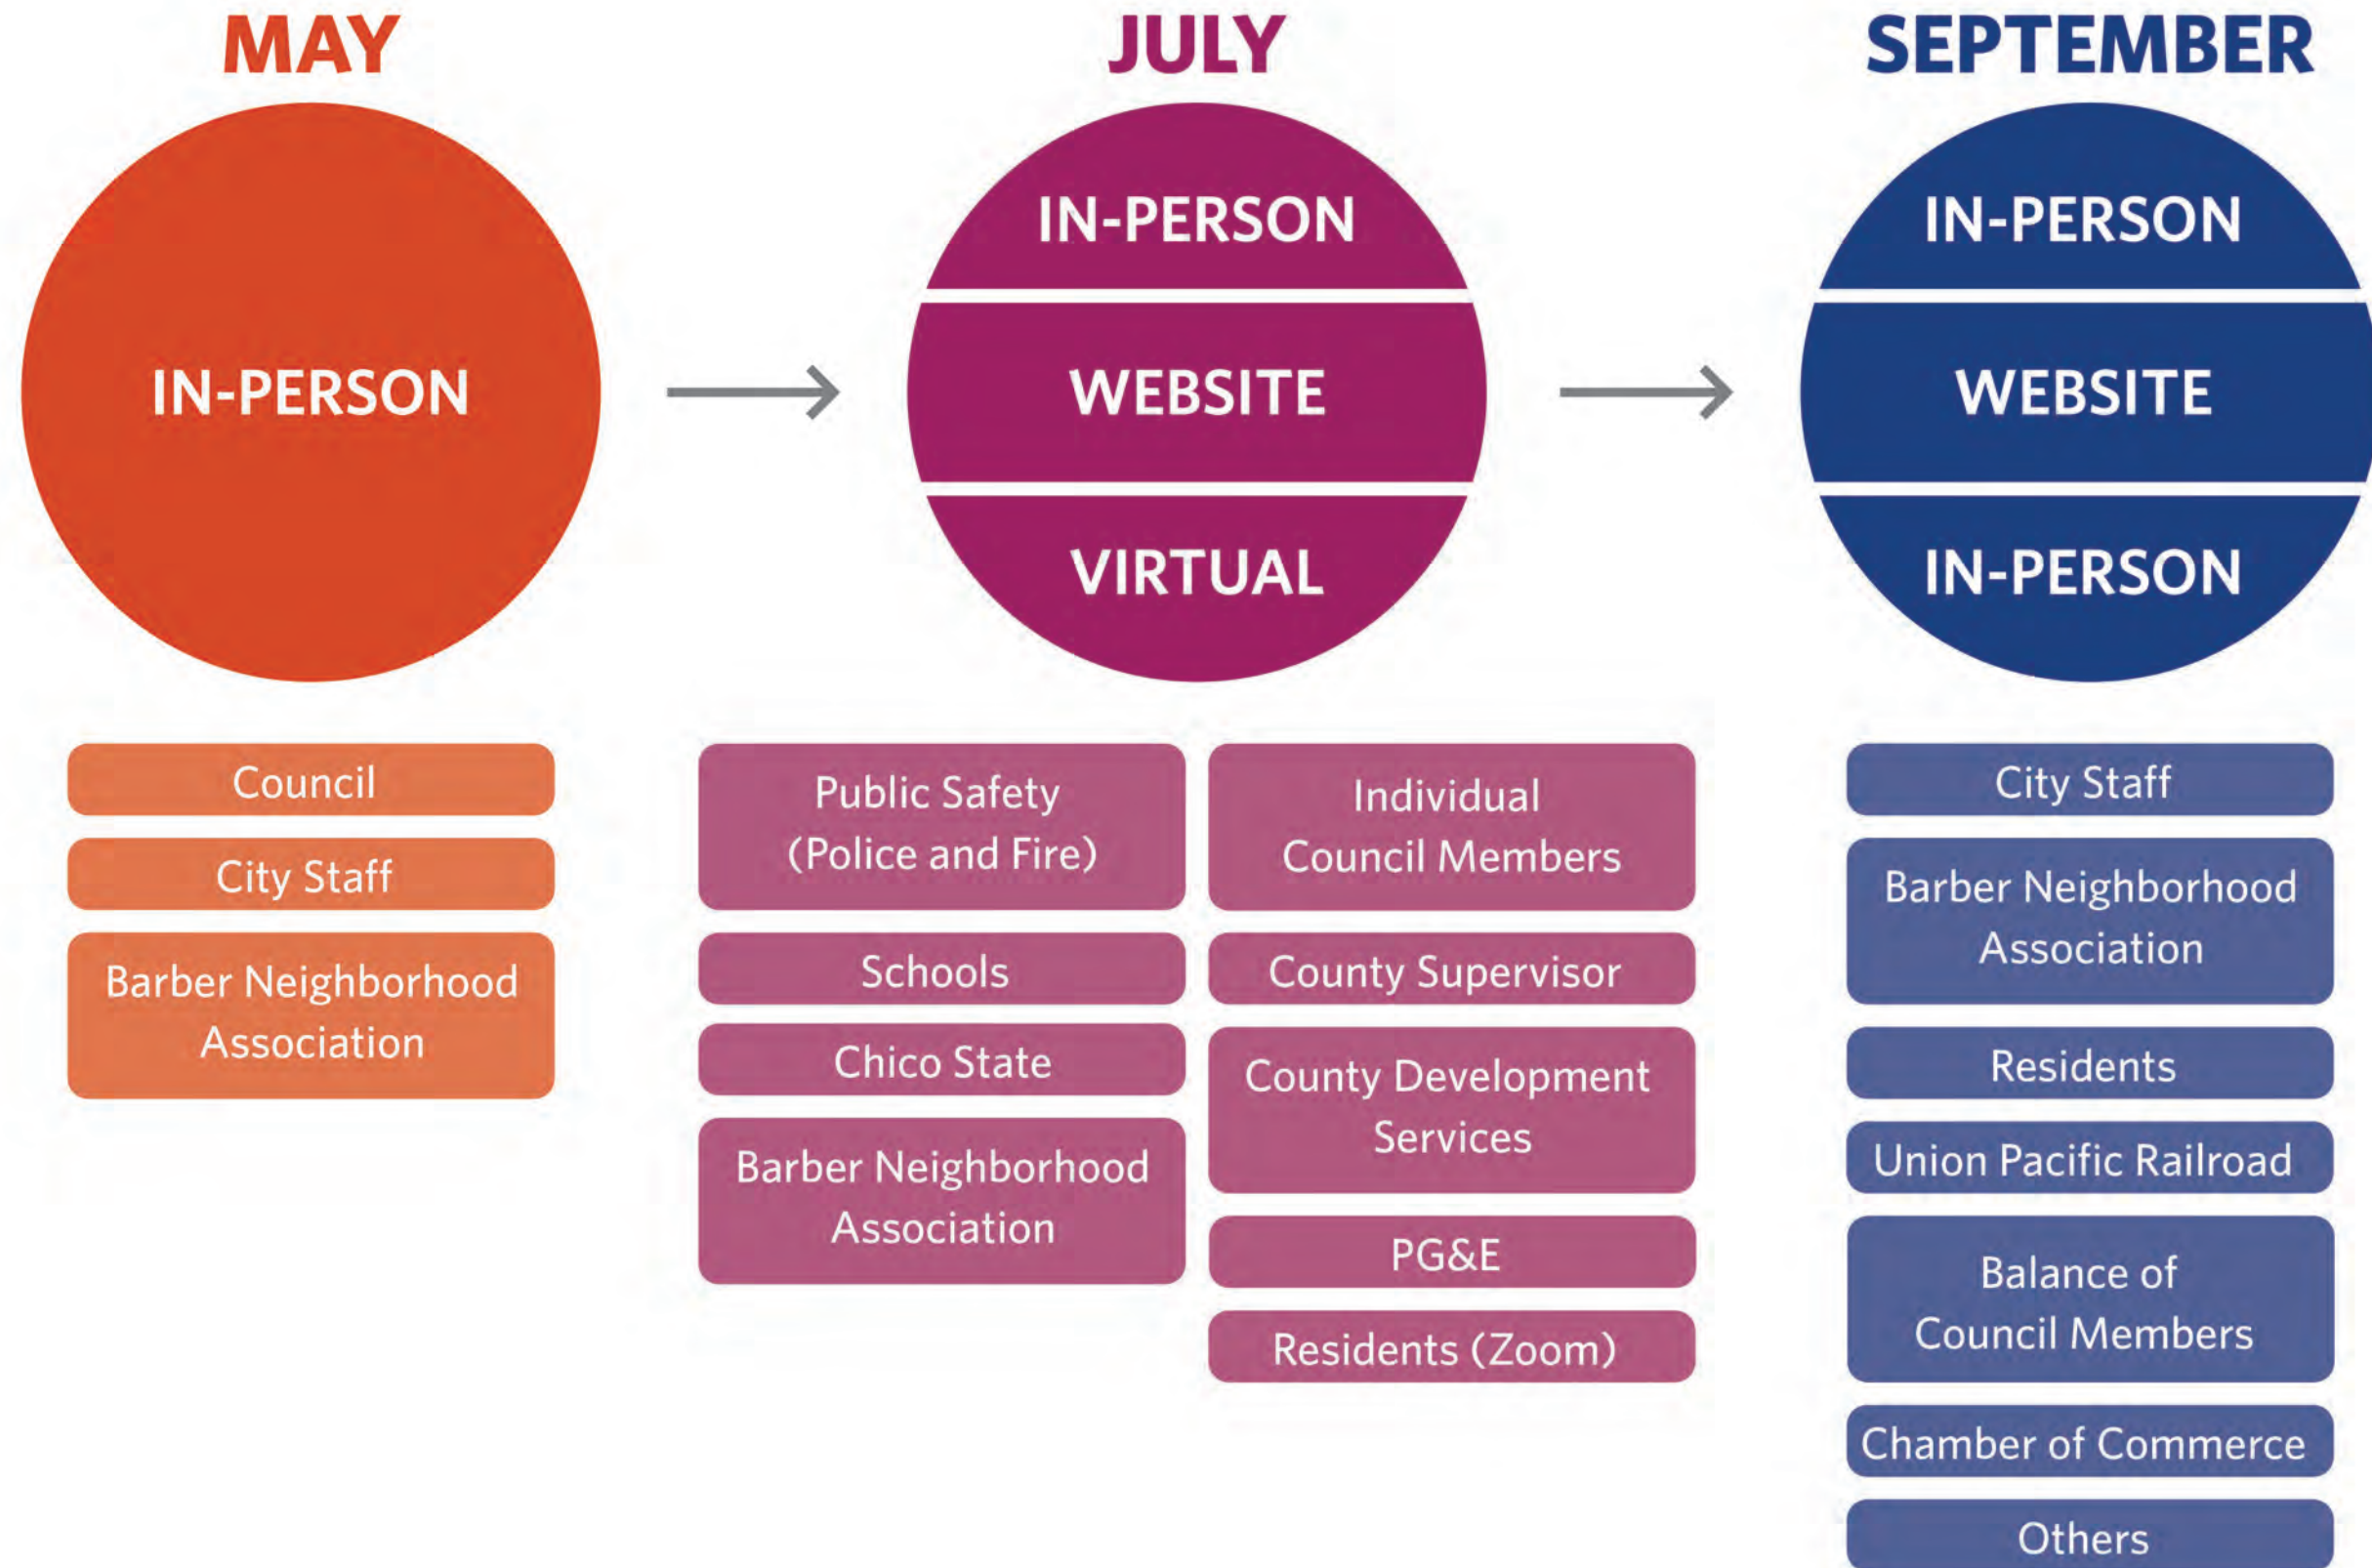 MAY
IN-PERSON
Council
City Staff
Barber Neighborhood
Association
JULY
IN-PERSON
WEBSITE
VIRTUAL
Public Safety
(Police and Fire)
Schools
Chico State
Barber Neighborhood
Association
Individual
Council Members
County Supervisor
County Development
Services
PG&E
Residents (Zoom)
SEPTEMBER
IN-PERSON
WEBSITE
IN-PERSON
City Staff
Barber Neighborhood
Association
Residents
Union Pacific Railroad
Balance of
Council Members
Chamber of Commerce
Others